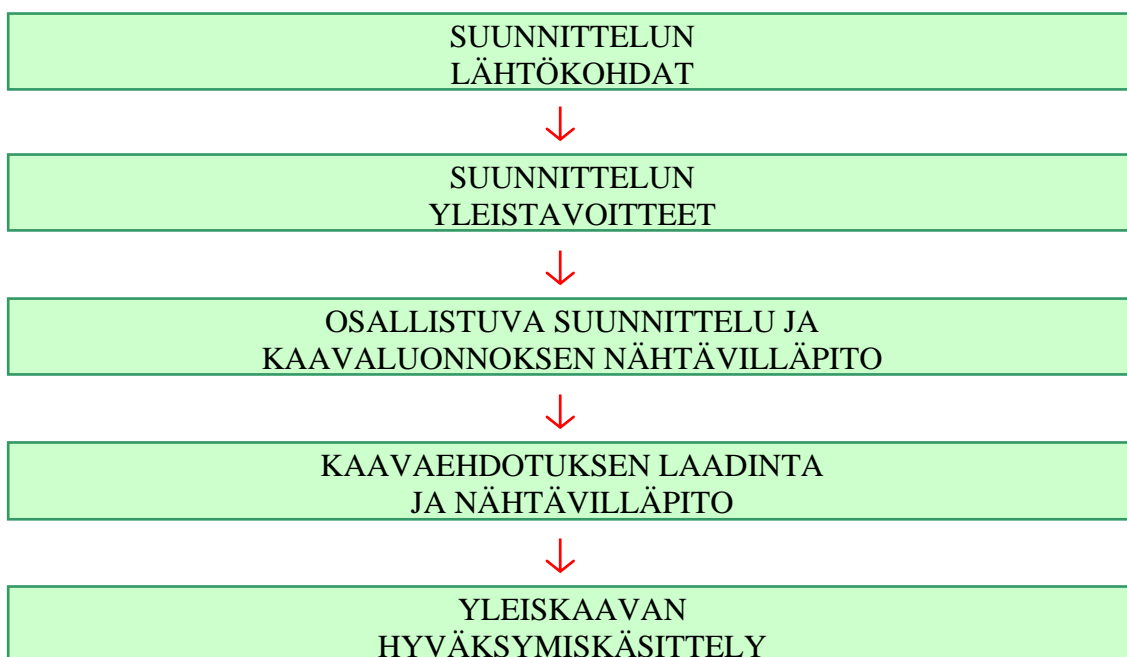 SUUNNITTELUN
LÄHTÖKOHDAT
SUUNNITTELUN
YLEISTAVOITTEET
OSALLISTUVA SUUNNITTELU JA
KAAVALUONNOKSEN NÄHTÄVILLÄPITO
KAAVAEHDOTUKSEN LAADINTA
JA NÄHTÄVILLÄPITO
YLEISKAAVAN
HYVÄKSYMISKÄSITTELY